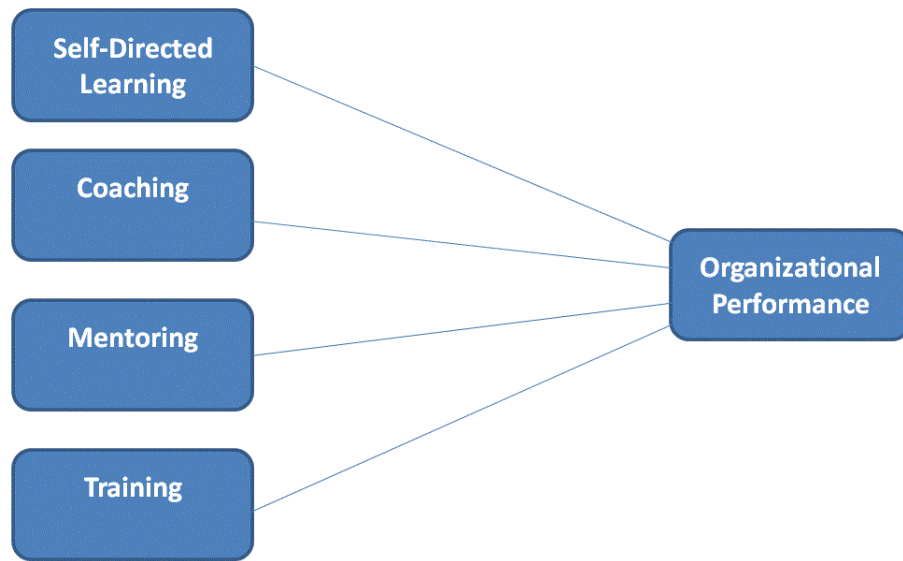 Self-Directed
Learning
Coaching
Mentoring
Training
Organizational
Performance